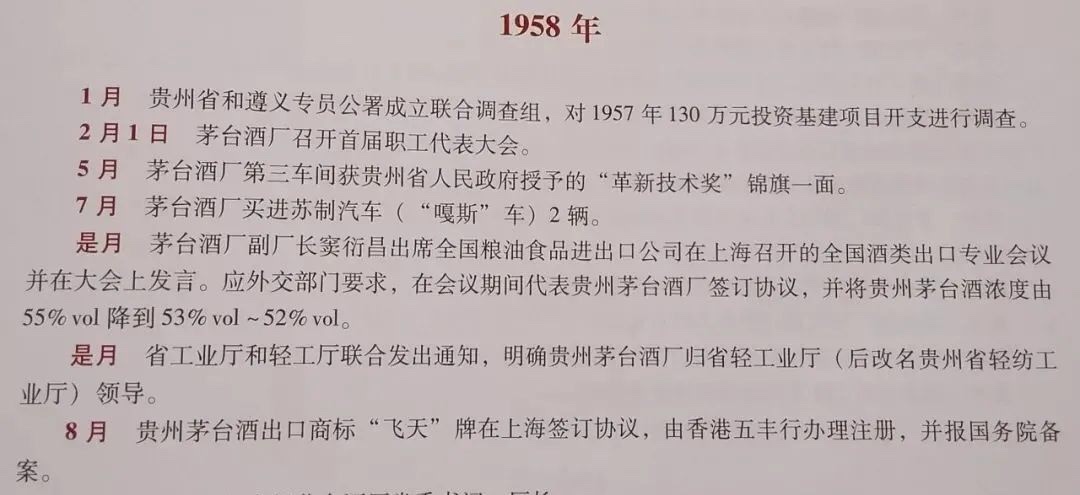 1958 年
1 月 贵州省和遵义专员公署成立联合调查组，对 1957 年 130 万元投资基建项目开支进行调查。
2 月 1 日 茅台酒厂召开首届职工代表大会。
5 月 茅台酒厂第三车间获贵州省人民政府授予的“革新技术奖”锦旗一面。
7 月 茅台酒厂买进苏制汽车（“嘎斯”车）2 辆。
是月 茅台酒厂副厂长窦衍昌出席全国粮油食品进出口公司在上海召开的全国酒类出口专业会议
并在大会上发言。应外交部门要求，在会议期间代表贵州茅台酒厂签订协议，并将贵州茅台酒浓度由
55% vol 降到 53% vol ~ 52% vol。
是月 省工业厅和轻工厅联合发出通知，明确贵州茅台酒厂归省轻工业厅（后改名贵州省轻纺工
业厅）领导。
8 月 贵州茅台酒出口商标“飞天”牌在上海签订协议，由香港五丰行办理注册，并报国务院备
案。